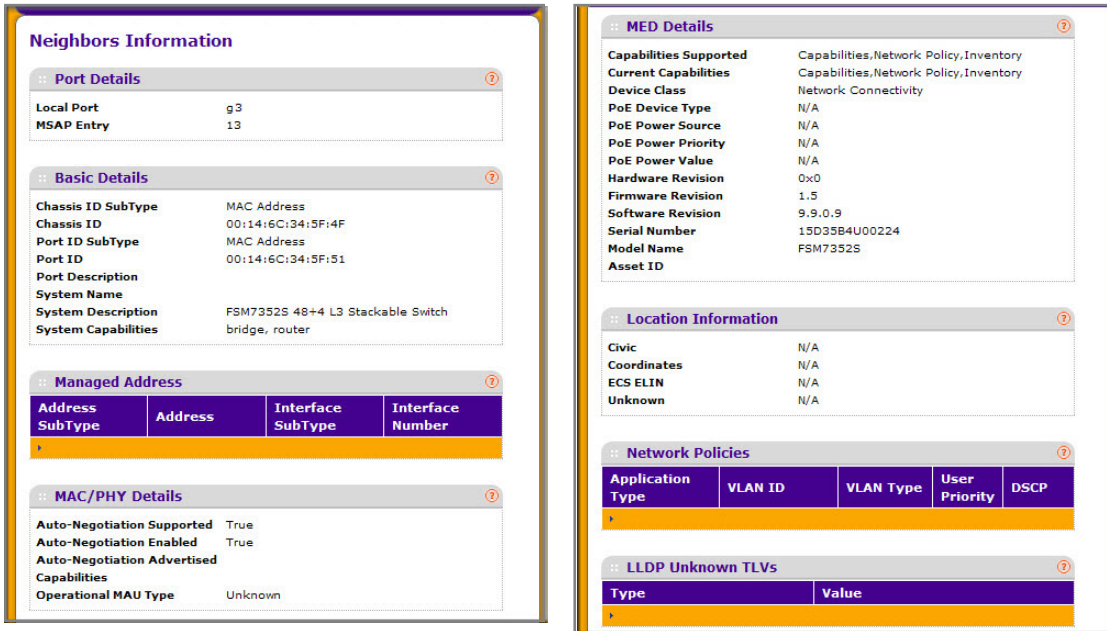 Neighbors Information
Port Details
Local Port g3
MSAP Entry 13
Basic Details
Chassis ID SubType MAC Address
Chassis ID 00:14:6C:34:5F:4F
Port ID SubType MAC Address
Port ID 00:14:6C:34:5F:51
Port Description
System Name
System Description FSM7352S 48+4 L3 Stackable Switch
System Capabilities bridge, router
Managed Address
Address SubType Address Interface SubType Interface Number
MAC/PHY Details
Auto-Negotiation Supported True
Auto-Negotiation Enabled True
Auto-Negotiation Advertised
Capabilities
Operational MAU Type Unknown
MED Details
Capabilities Supported Capabilities,Network Policy,Inventory
Current Capabilities Capabilities,Network Policy,Inventory
Device Class Network Connectivity
PoE Device Type N/A
PoE Power Source N/A
PoE Power Priority N/A
PoE Power Value N/A
Hardware Revision 0x0
Firmware Revision 1.5
Software Revision 9.9.0.9
Serial Number 15D35B4U00224
Model Name FSM7352S
Asset ID
Location Information
Civic N/A
Coordinates N/A
ECS ELIN N/A
Unknown N/A
Network Policies
Application Type VLAN ID VLAN Type User Priority DSCP
LLDP Unknown TLVs
Type Value